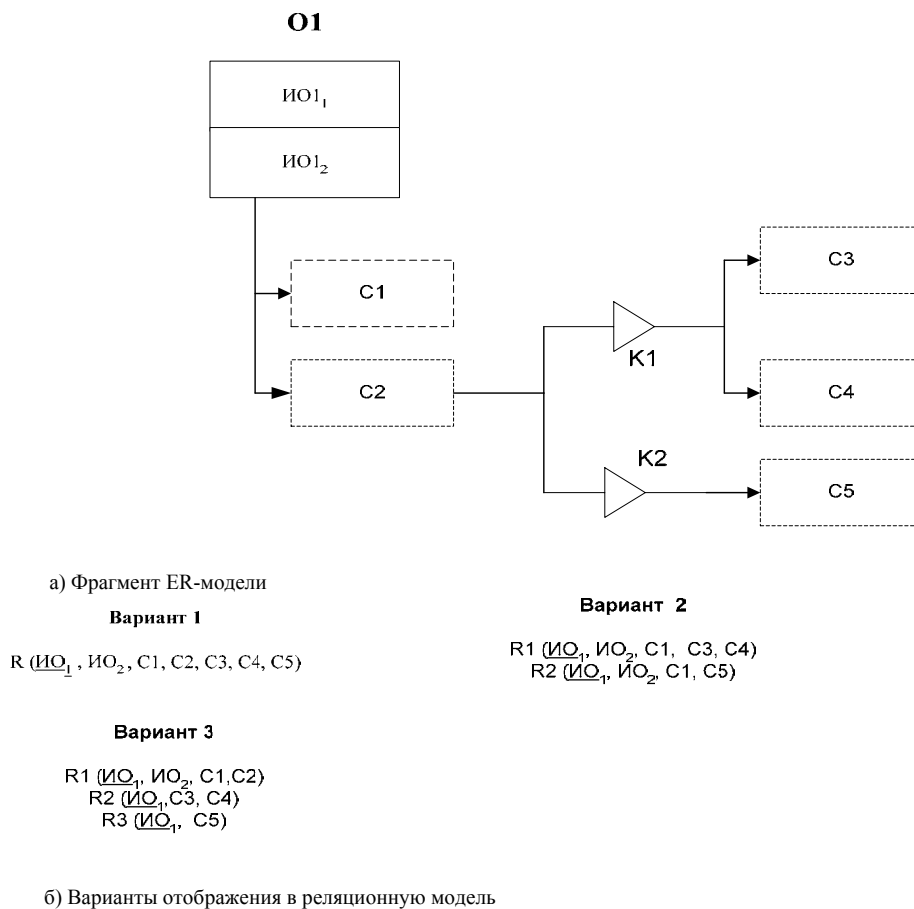 O1
ИО1₁
ИО1₂
C1
C2
K1
K2
C3
C4
C5
а) Фрагмент ER-модели
Вариант 1
R (ИО₁ , ИО₂ , C1, C2, C3, C4, C5)
Вариант 2
R1 (ИО₁, ИО₂, C1, C3, C4)
R2 (ИО₁, ИО₂, C1, C5)
Вариант 3
R1 (ИО₁, ИО₂, C1,C2)
R2 (ИО₁,C3, C4)
R3 (ИО₁, C5)
б) Варианты отображения в реляционную модель